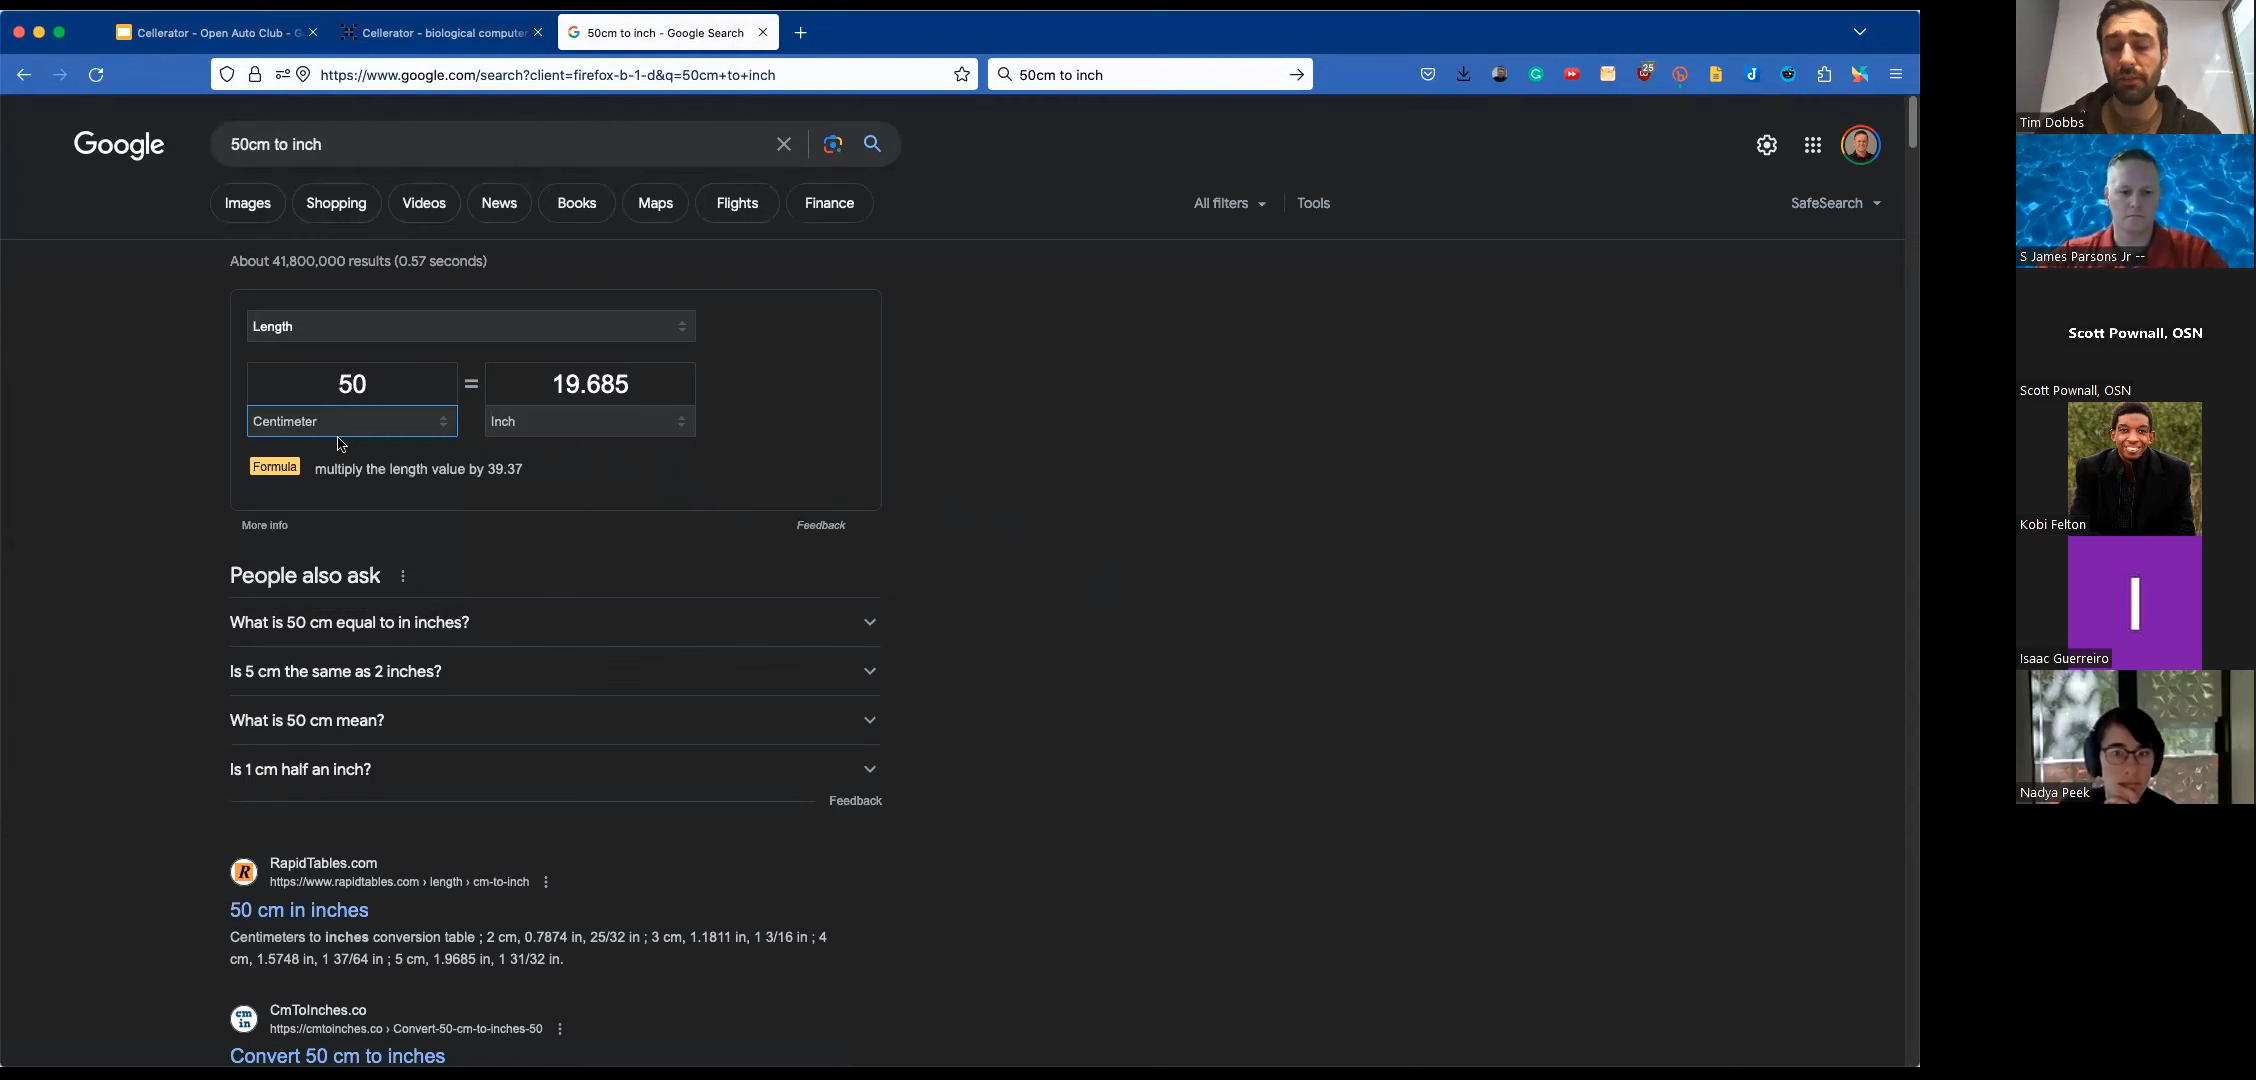 Cellerator - Open Auto Club - G
Cellerator - biological computer
50cm to inch - Google Search
https://www.google.com/search?client=firefox-b-1-d&q=50cm+to+inch
50cm to inch
25
Google
50cm to inch
Images
Shopping
Videos
News
Books
Maps
Flights
Finance
All filters
Tools
SafeSearch
About 41,800,000 results (0.57 seconds)
Length
50
=
19.685
Centimeter
Inch
Formula
multiply the length value by 39.37
More info
Feedback
People also ask
What is 50 cm equal to in inches?
Is 5 cm the same as 2 inches?
What is 50 cm mean?
Is 1 cm half an inch?
Feedback
R
RapidTables.com
https://www.rapidtables.com › length › cm-to-inch
50 cm in inches
Centimeters to inches conversion table ; 2 cm, 0.7874 in, 25/32 in ; 3 cm, 1.1811 in, 1 3/16 in ; 4
cm, 1.5748 in, 1 37/64 in ; 5 cm, 1.9685 in, 1 31/32 in.
cm
in
CmToInches.co
https://cmtoinches.co › Convert-50-cm-to-inches-50
Convert 50 cm to inches
Tim Dobbs
S James Parsons Jr --
Scott Pownall, OSN
Scott Pownall, OSN
Kobi Felton
I
Isaac Guerreiro
Nadya Peek